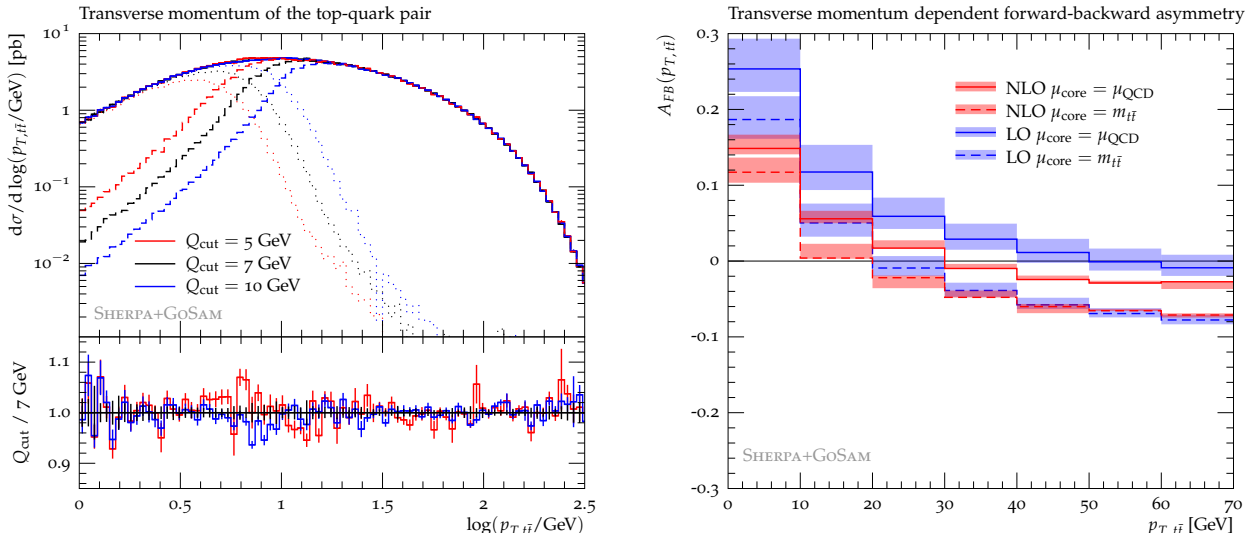 Transverse momentum of the top-quark pair
dσ/d log(p_{T,tt̄}/GeV) [pb]
10 1
1
10 −1
10 −2
Q_cut = 5 GeV
Q_cut = 7 GeV
Q_cut = 10 GeV
SHERPA+GOSAM
Q_cut / 7 GeV
1.1
1.0
0.9
0 0.5 1 1.5 2 2.5
log(p_{T,tt̄}/GeV)
Transverse momentum dependent forward-backward asymmetry
A_FB(p_{T,tt̄})
0.3
0.2
0.1
0
-0.1
-0.2
-0.3
NLO μ_core = μ_QCD
NLO μ_core = m_{tt̄}
LO μ_core = μ_QCD
LO μ_core = m_{tt̄}
SHERPA+GOSAM
0 10 20 30 40 50 60 70
p_{T,tt̄} [GeV]